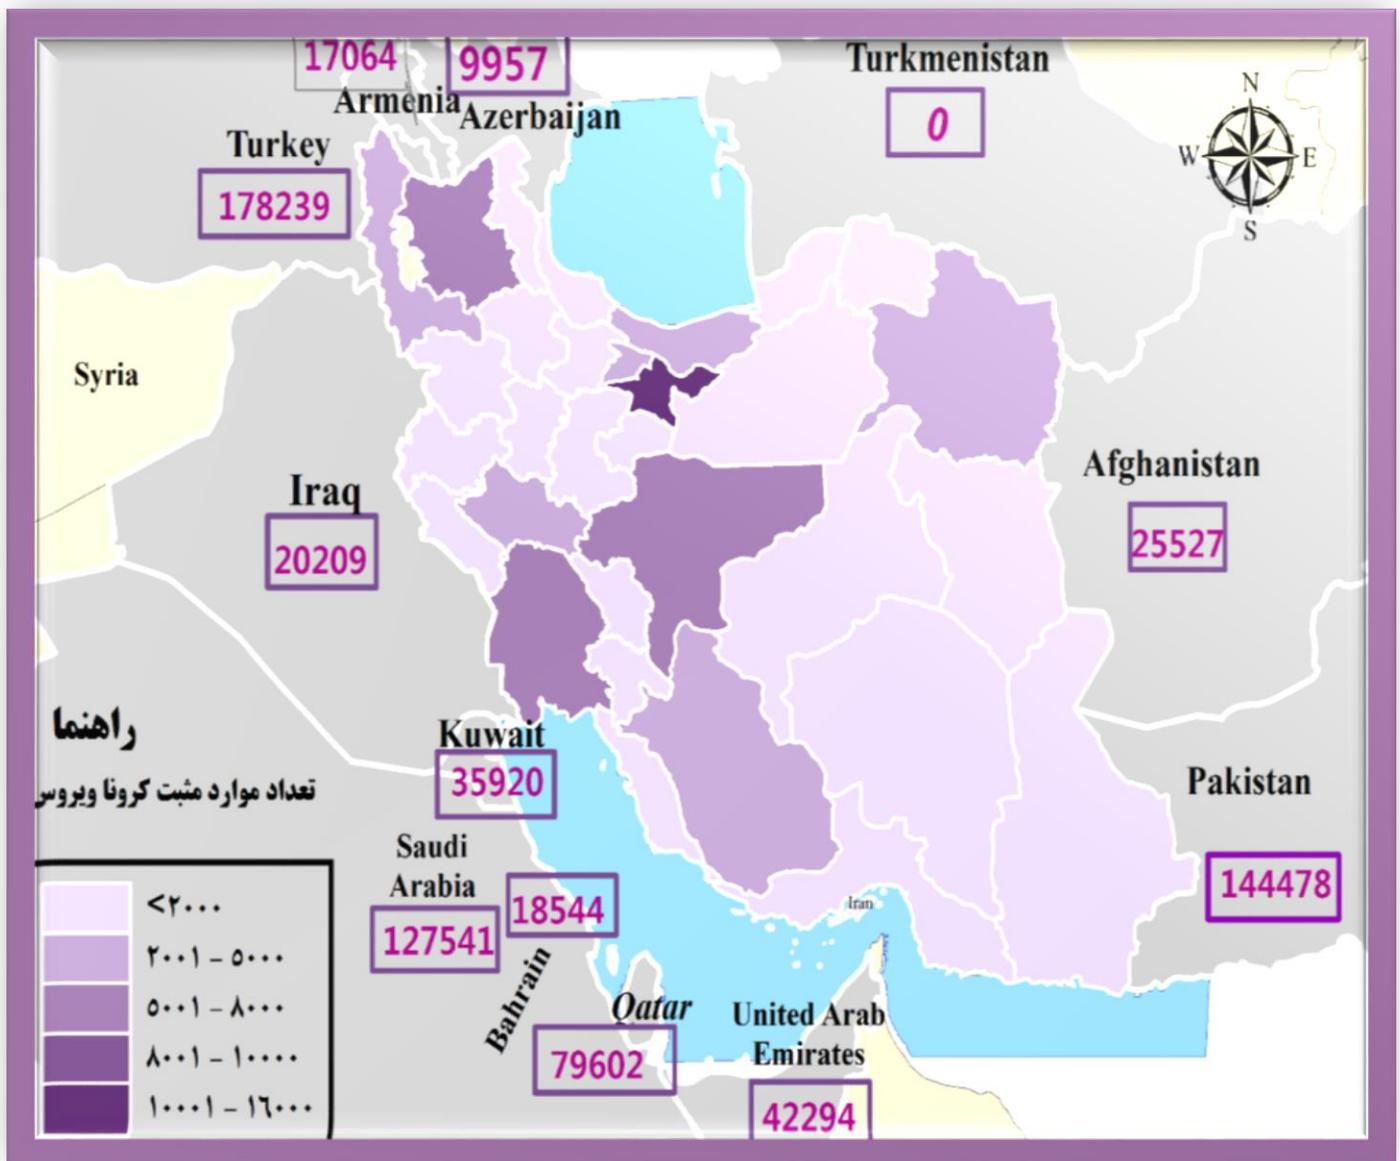 17064
9957
Armenia
Azerbaijan
Turkmenistan
0
N
W
E
S
Turkey
178239
Syria
Iraq
20209
Afghanistan
25527
راهنما
تعداد موارد مثبت کرونا ویروس
<۲۰۰۰
۲۰۰۱ - ۵۰۰۰
۵۰۰۱ - ۸۰۰۰
۸۰۰۱ - ۱۰۰۰۰
۱۰۰۰۱ - ۱۶۰۰۰
Kuwait
35920
Pakistan
144478
Saudi
Arabia
127541
18544
Bahrain
Iran
Qatar
79602
United Arab
Emirates
42294